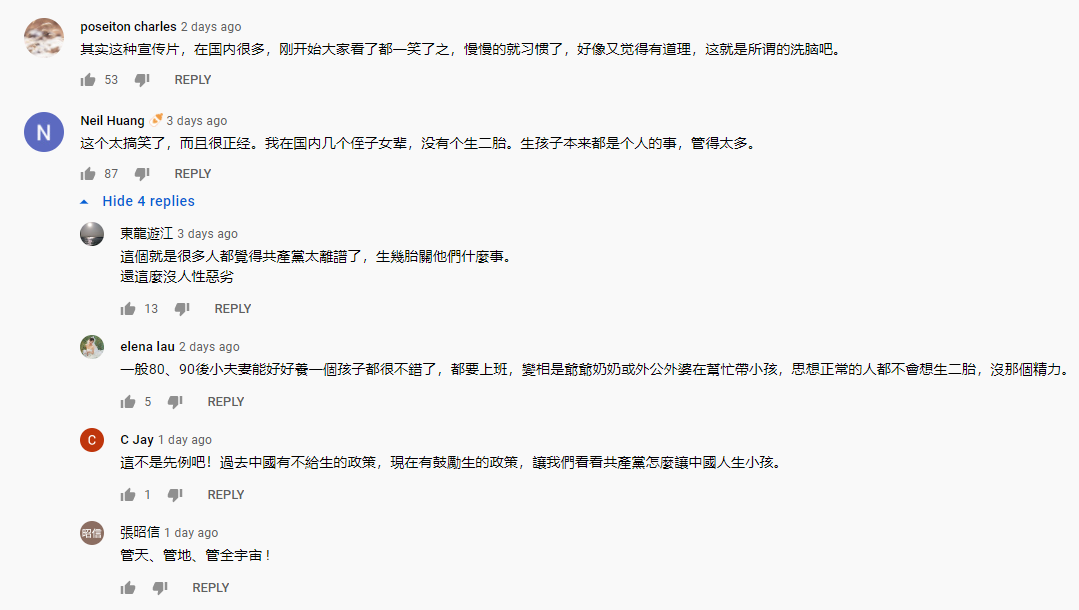 poseiton charles 2 days ago
其实这种宣传片，在国内很多，刚开始大家看了都一笑了之，慢慢的就习惯了，好像又觉得有道理，这就是所谓的洗脑吧。
53 REPLY
N
Neil Huang 3 days ago
这个太搞笑了，而且很正经。我在国内几个侄子女辈，没有个生二胎。生孩子本来都是个人的事，管得太多。
87 REPLY
Hide 4 replies
東龍遊江 3 days ago
這個就是很多人都覺得共產黨太離譜了，生幾胎關他們什麼事。
還這麼沒人性惡劣
13 REPLY
elena lau 2 days ago
一般80、90後小夫妻能好好養一個孩子都很不錯了，都要上班，變相是爺爺奶奶或外公外婆在幫忙帶小孩，思想正常的人都不會想生二胎，沒那個精力。
5 REPLY
C
C Jay 1 day ago
這不是先例吧！過去中國有不給生的政策，現在有鼓勵生的政策，讓我們看看共產黨怎麼讓中國人生小孩。
1 REPLY
昭信
張昭信 1 day ago
管天、管地、管全宇宙！
REPLY